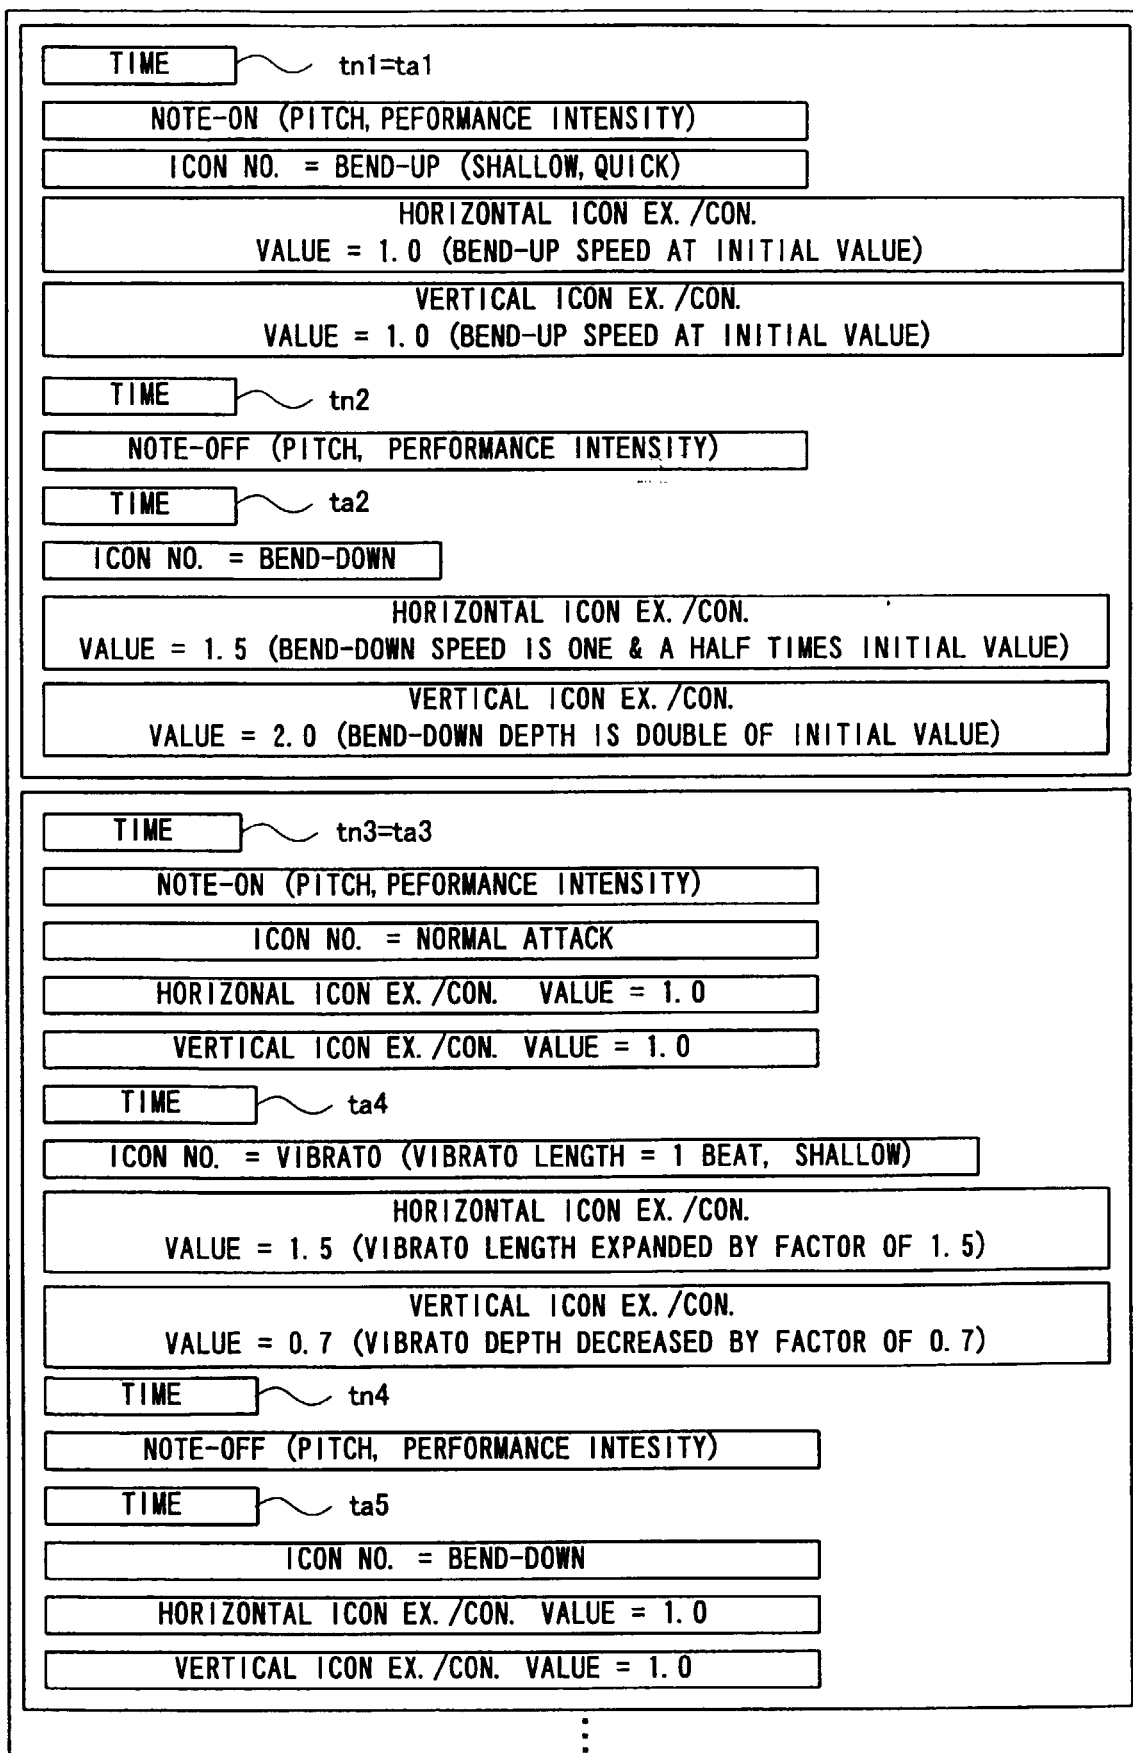 TIME tn1=ta1
NOTE-ON (PITCH, PEFORMANCE INTENSITY)
ICON NO. = BEND-UP (SHALLOW, QUICK)
HORIZONTAL ICON EX./CON.
VALUE = 1.0 (BEND-UP SPEED AT INITIAL VALUE)
VERTICAL ICON EX./CON.
VALUE = 1.0 (BEND-UP SPEED AT INITIAL VALUE)
TIME tn2
NOTE-OFF (PITCH, PERFORMANCE INTENSITY)
TIME ta2
ICON NO. = BEND-DOWN
HORIZONTAL ICON EX./CON.
VALUE = 1.5 (BEND-DOWN SPEED IS ONE & A HALF TIMES INITIAL VALUE)
VERTICAL ICON EX./CON.
VALUE = 2.0 (BEND-DOWN DEPTH IS DOUBLE OF INITIAL VALUE)
TIME tn3=ta3
NOTE-ON (PITCH, PEFORMANCE INTENSITY)
ICON NO. = NORMAL ATTACK
HORIZONAL ICON EX./CON. VALUE = 1.0
VERTICAL ICON EX./CON. VALUE = 1.0
TIME ta4
ICON NO. = VIBRATO (VIBRATO LENGTH = 1 BEAT, SHALLOW)
HORIZONTAL ICON EX./CON.
VALUE = 1.5 (VIBRATO LENGTH EXPANDED BY FACTOR OF 1.5)
VERTICAL ICON EX./CON.
VALUE = 0.7 (VIBRATO DEPTH DECREASED BY FACTOR OF 0.7)
TIME tn4
NOTE-OFF (PITCH, PERFORMANCE INTESITY)
TIME ta5
ICON NO. = BEND-DOWN
HORIZONTAL ICON EX./CON. VALUE = 1.0
VERTICAL ICON EX./CON. VALUE = 1.0